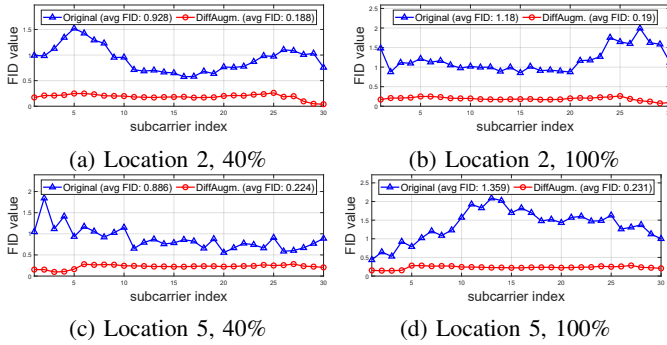 Original (avg FID: 0.928) DiffAugm. (avg FID: 0.188)
FID value
1.5
1
0.5
0
5 10 15 20 25 30
subcarrier index
(a) Location 2, 40%
Original (avg FID: 1.18) DiffAugm. (avg FID: 0.19)
FID value
2
1.5
1
0.5
0
5 10 15 20 25 30
subcarrier index
(b) Location 2, 100%
Original (avg FID: 0.886) DiffAugm. (avg FID: 0.224)
FID value
2
1.5
1
0.5
0
5 10 15 20 25 30
subcarrier index
(c) Location 5, 40%
Original (avg FID: 1.359) DiffAugm. (avg FID: 0.231)
FID value
2.5
2
1.5
1
0.5
0
5 10 15 20 25 30
subcarrier index
(d) Location 5, 100%